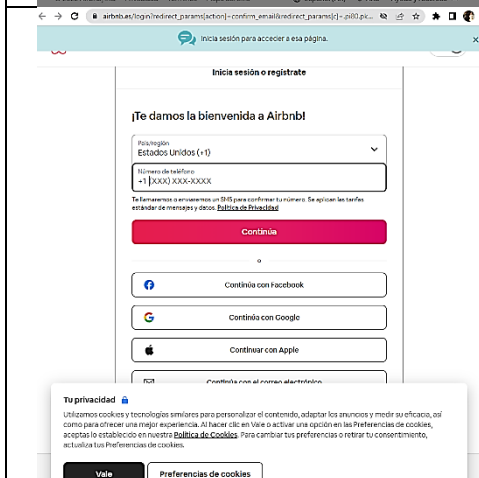 airbnb.es/login?redirect_params[action]=confirm_email&redirect_params[c]=.pi80.pk...
Inicia sesión para acceder a esa página.
Inicia sesión o regístrate
¡Te damos la bienvenida a Airbnb!
País/región
Estados Unidos (+1)
Número de teléfono
+1 (XXX) XXX-XXXX
Te llamaremos o enviaremos un SMS para confirmar tu número. Se aplican las tarifas
estándar de mensajes y datos. Política de Privacidad
Continúa
o
Continúa con Facebook
Continúa con Google
Continuar con Apple
Continúa con el correo electrónico
Tu privacidad
Utilizamos cookies y tecnologías similares para personalizar el contenido, adaptar los anuncios y medir su eficacia, así
como para ofrecer una mejor experiencia. Al hacer clic en Vale o activar una opción en las Preferencias de cookies,
aceptas lo establecido en nuestra Política de Cookies. Para cambiar tus preferencias o retirar tu consentimiento,
actualiza tus Preferencias de cookies.
Vale
Preferencias de cookies